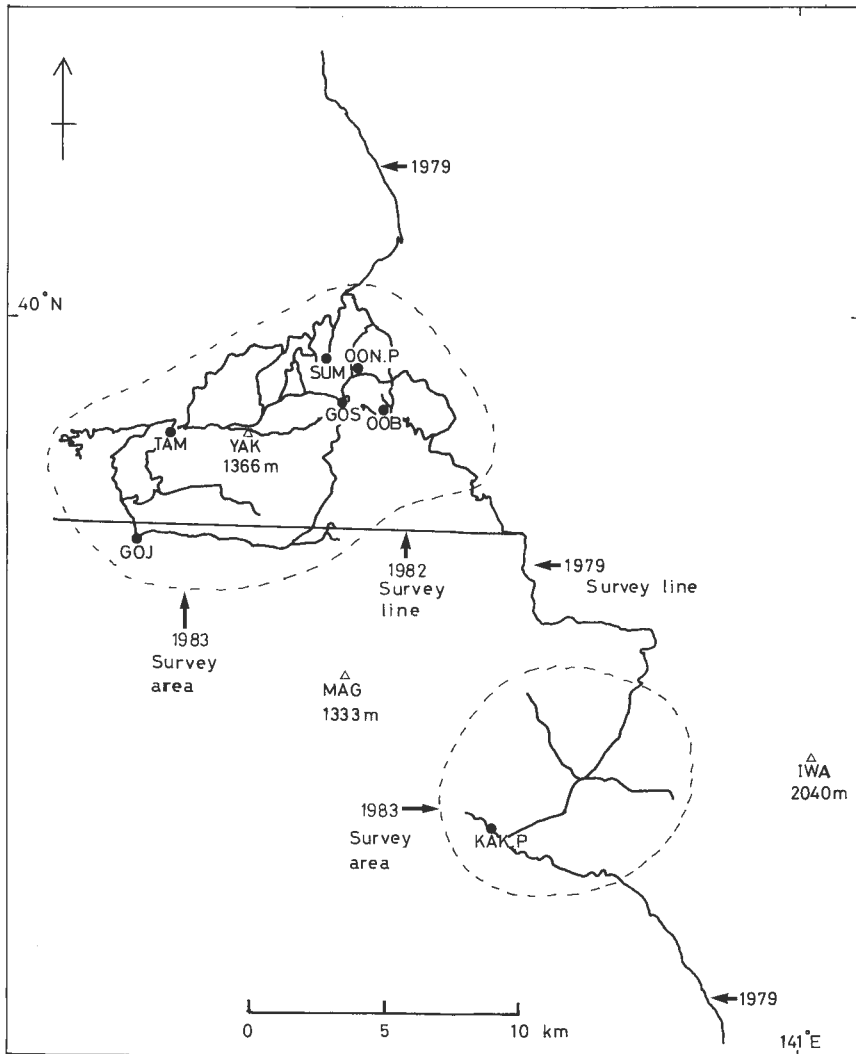 1979
40°N
SUM
OON.P
GOS
OOB
TAM
YAK
1366 m
GOJ
1982
Survey
line
1979
Survey line
1983
Survey
area
MAG
1333 m
IWA
2040 m
1983
Survey
area
KAK.P
1979
0 5 10 km
141°E